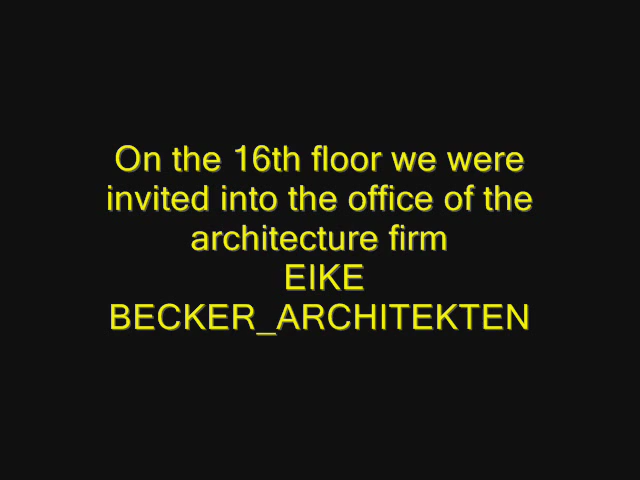 On the 16th floor we were
invited into the office of the
architecture firm
EIKE
BECKER_ARCHITEKTEN